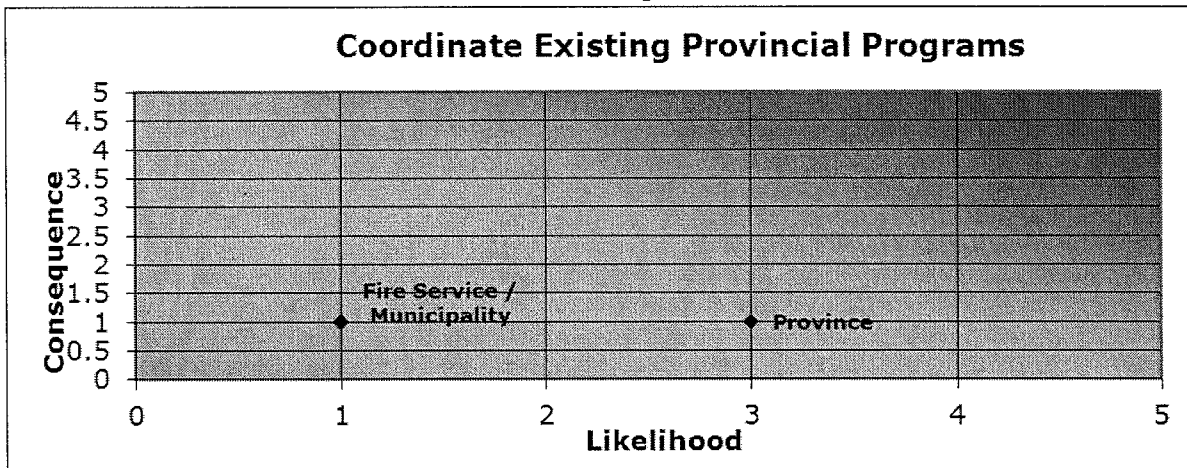 Coordinate Existing Provincial Programs
Consequence
5
4.5
4
3.5
3
2.5
2
1.5
1
0.5
0
Fire Service /
Municipality
Province
0 1 2 3 4 5
Likelihood